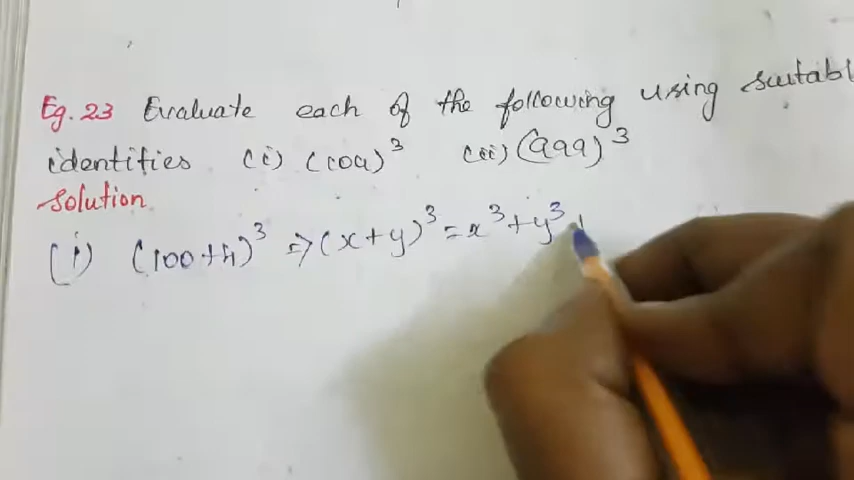 Eg. 23 Evaluate each of the following using suitabl
identities (i) (104)³ (ii) (999)³
Solution
(i) (100+4)³ => (x+y)³ = x³+y³+